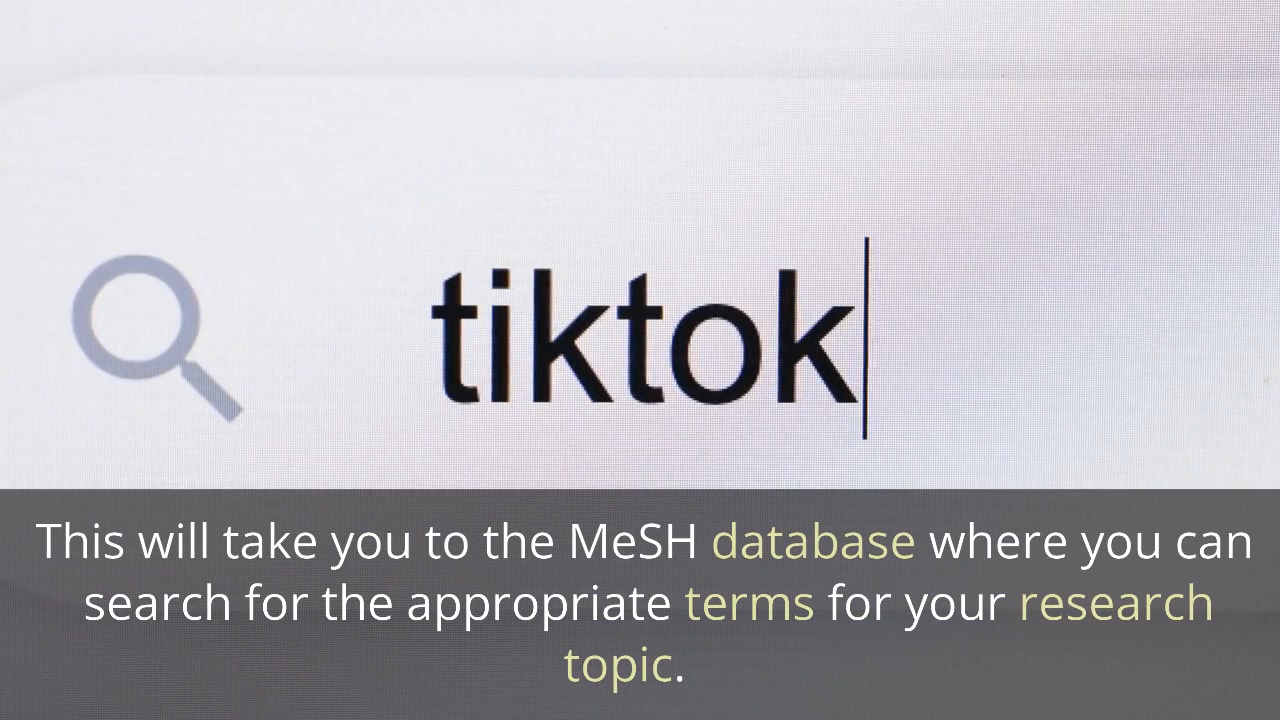 tiktok
This will take you to the MeSH database where you can
search for the appropriate terms for your research
topic.